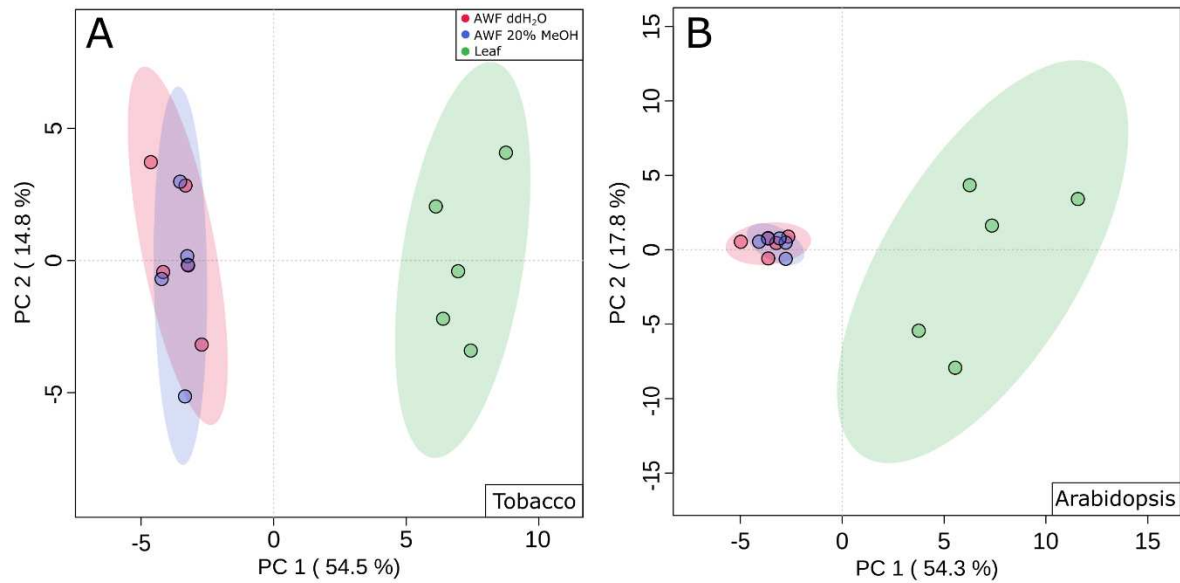 A
AWF ddH₂O
AWF 20% MeOH
Leaf
PC 2 ( 14.8 %)
5
0
-5
-5
0
5
10
PC 1 ( 54.5 %)
Tobacco
B
PC 2 ( 17.8 %)
15
10
5
0
-5
-10
-15
-5
0
5
10
15
PC 1 ( 54.3 %)
Arabidopsis